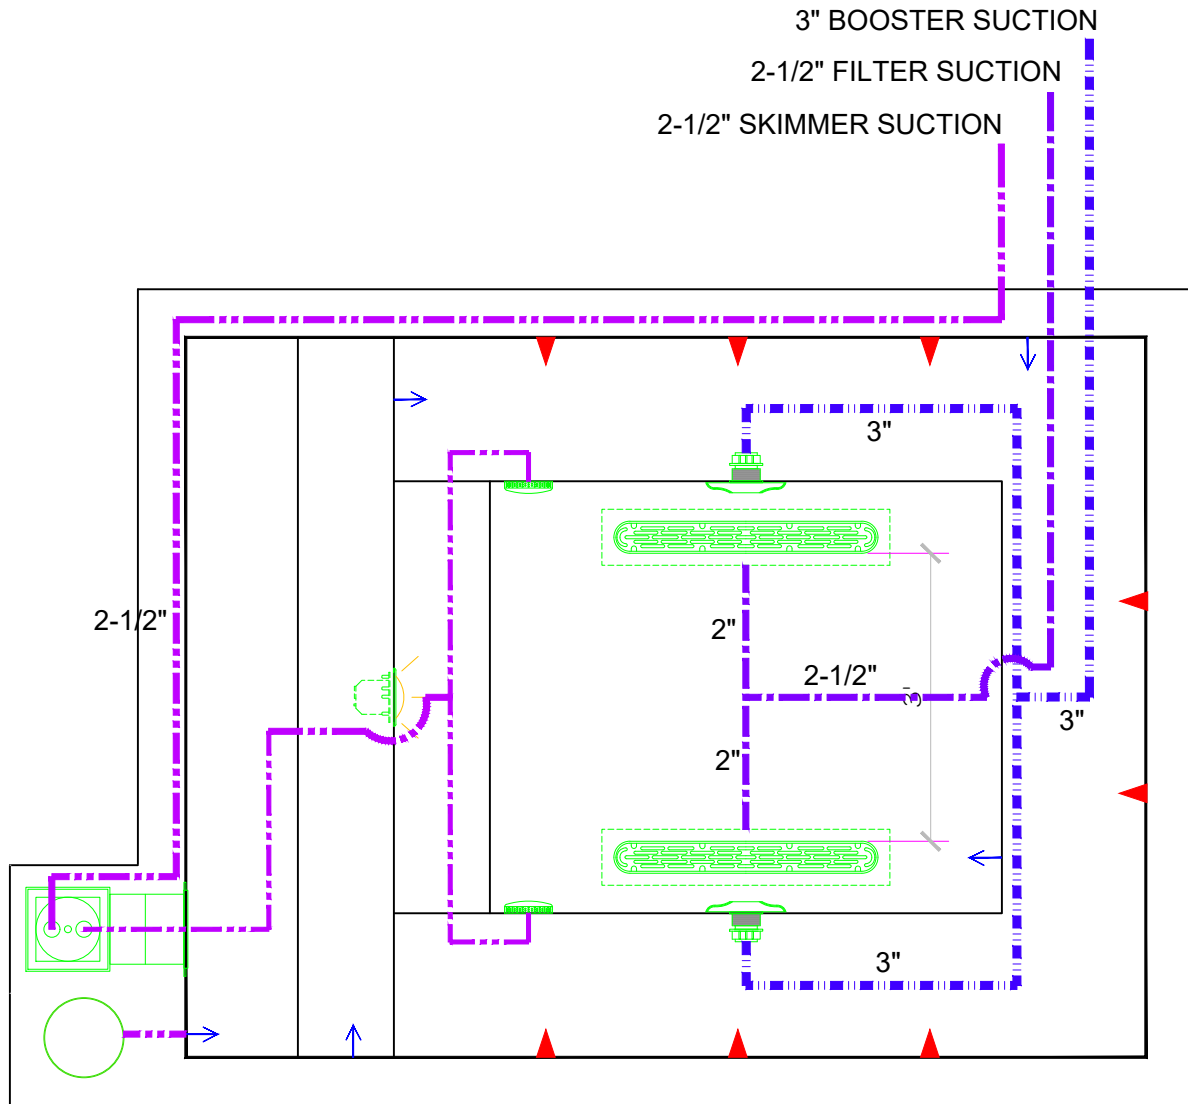 3" BOOSTER SUCTION
2-1/2" FILTER SUCTION
2-1/2" SKIMMER SUCTION
3"
2-1/2"
2"
2-1/2"
3'
3"
2"
3"